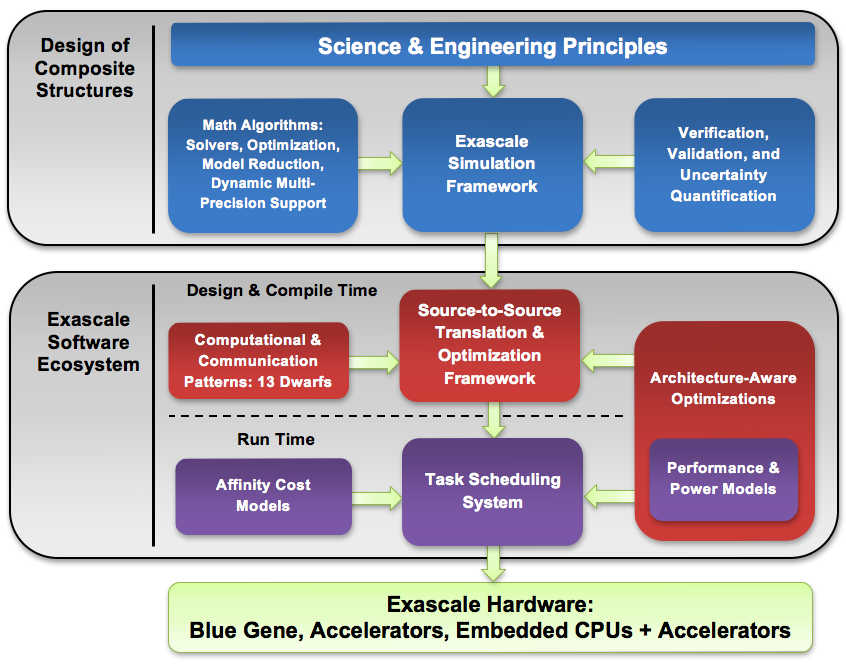 Design of
Composite
Structures
Science & Engineering Principles
Math Algorithms:
Solvers, Optimization,
Model Reduction,
Dynamic Multi-
Precision Support
Exascale
Simulation
Framework
Verification,
Validation, and
Uncertainty
Quantification
Exascale
Software
Ecosystem
Design & Compile Time
Computational &
Communication
Patterns: 13 Dwarfs
Source-to-Source
Translation &
Optimization
Framework
Architecture-Aware
Optimizations
Run Time
Affinity Cost
Models
Task Scheduling
System
Performance &
Power Models
Exascale Hardware:
Blue Gene, Accelerators, Embedded CPUs + Accelerators